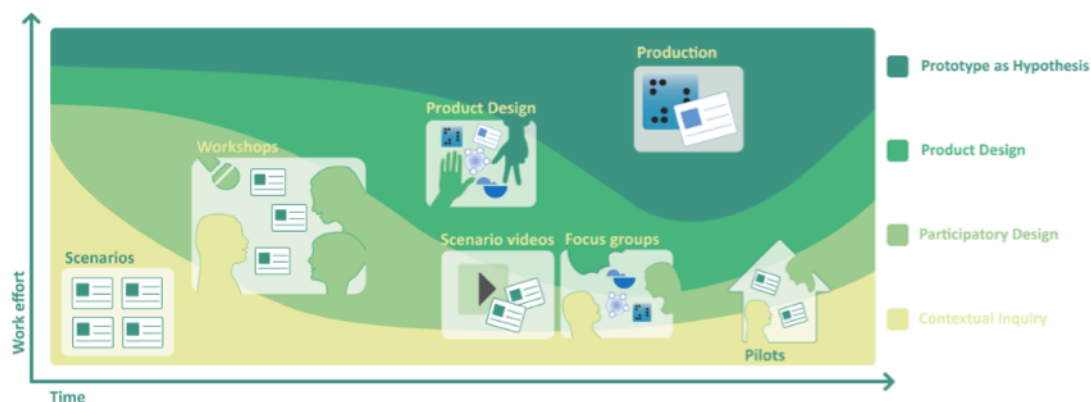 Work effort
Time
Scenarios
Workshops
Product Design
Scenario videos
Focus groups
Production
Pilots
Prototype as Hypothesis
Product Design
Participatory Design
Contextual Inquiry